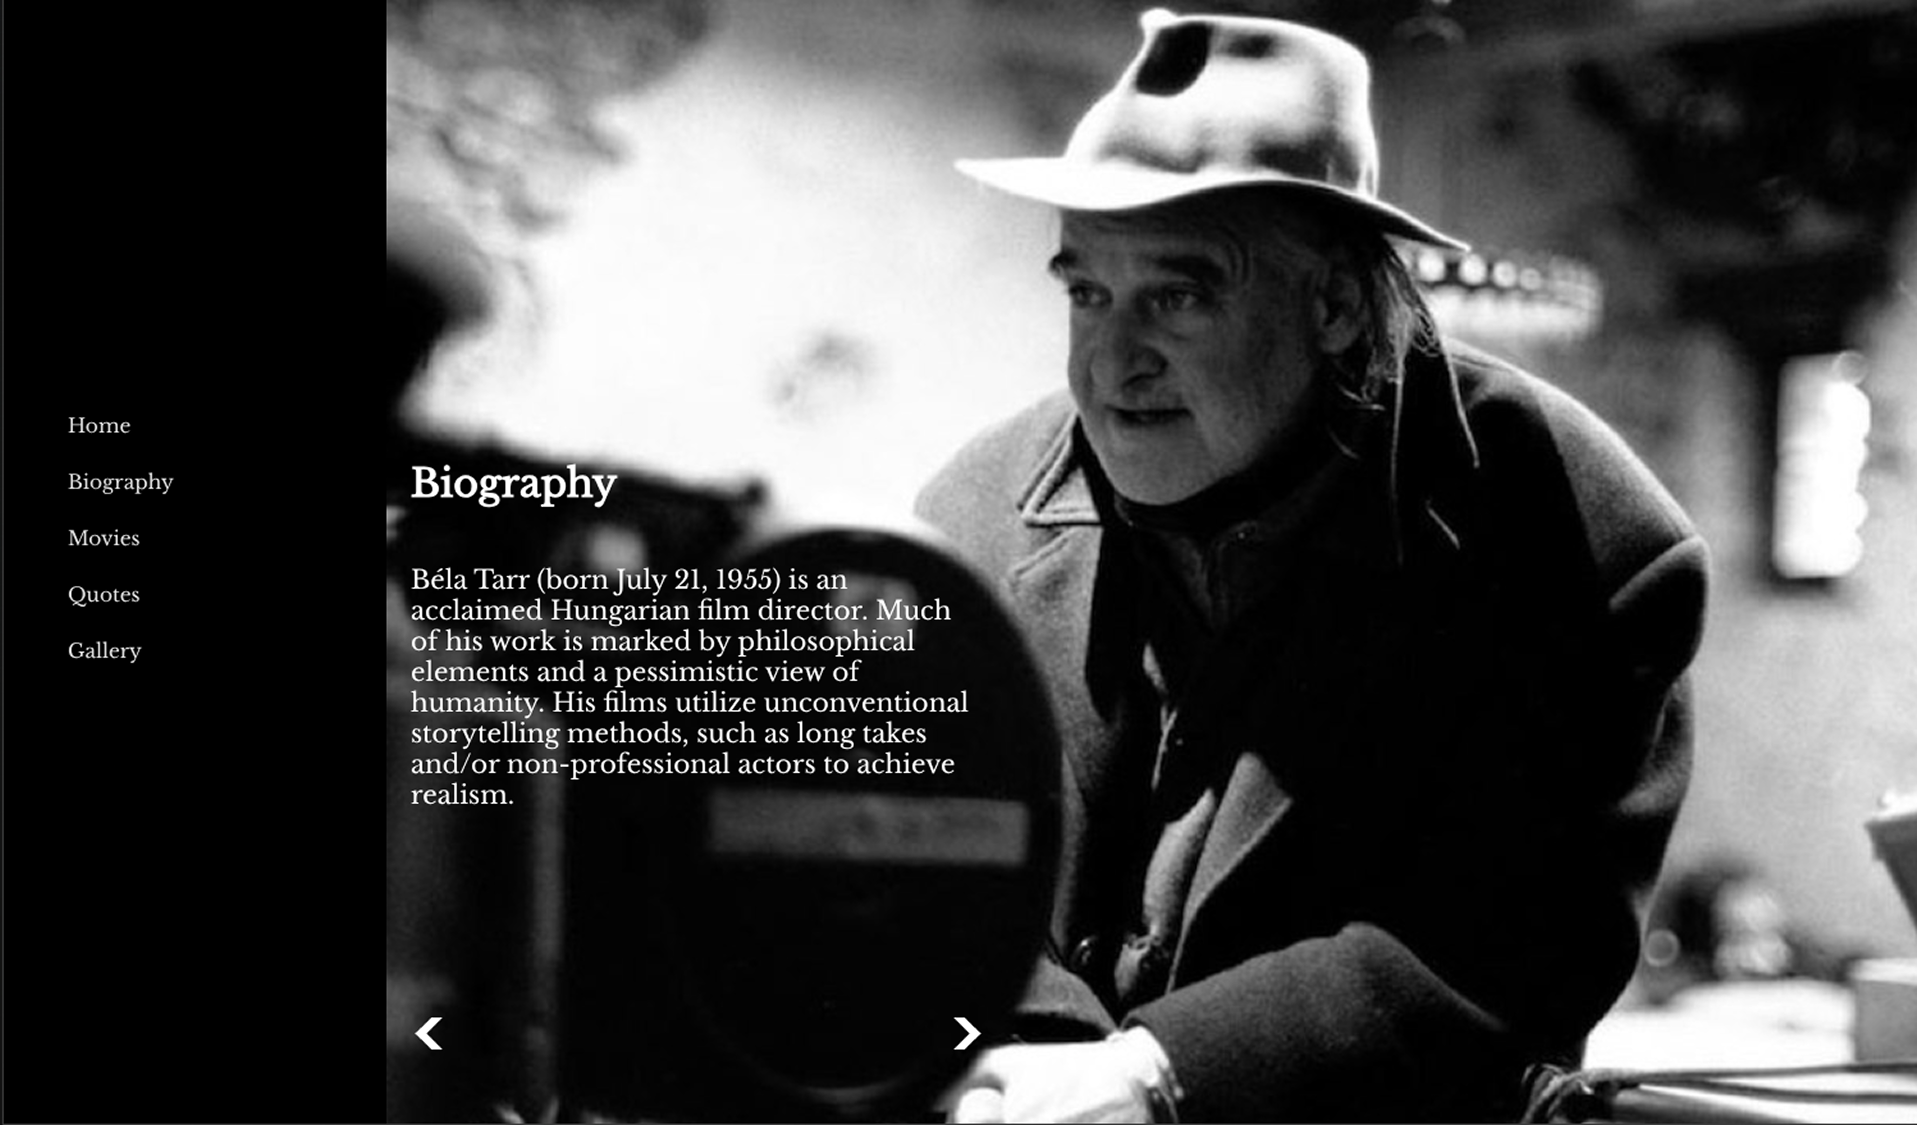 Home
Biography
Movies
Quotes
Gallery
Biography
Béla Tarr (born July 21, 1955) is an
acclaimed Hungarian film director. Much
of his work is marked by philosophical
elements and a pessimistic view of
humanity. His films utilize unconventional
storytelling methods, such as long takes
and/or non-professional actors to achieve
realism.